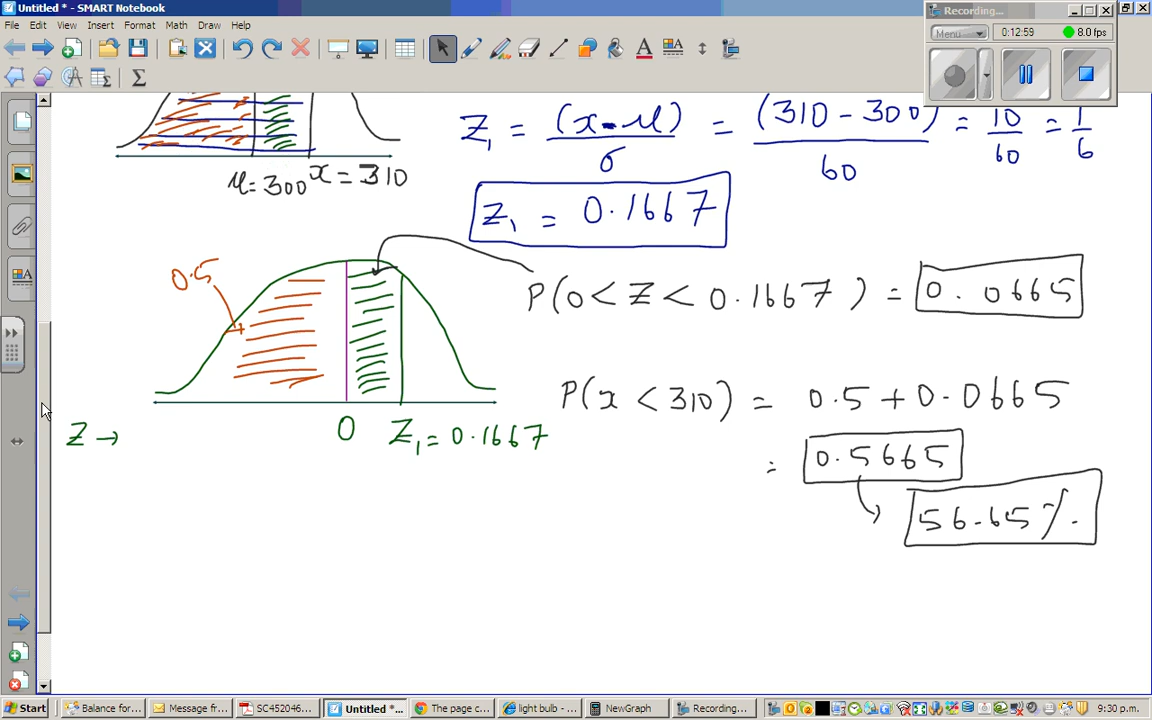 Untitled * - SMART Notebook
Recording...
File Edit View Insert Format Math Draw Help
Menu 0:12:59 8.0 fps
Z₁ = (x-μ)/σ = (310 - 300)/60 = 10/60 = 1/6
μ=300 x = 310
Z₁ = 0.1667
0.5
P(0 < Z < 0.1667) = 0.0665
P(x < 310) = 0.5 + 0.0665
Z → 0 Z₁ = 0.1667
= 0.5665
56.65%.
Start Balance for... Message fr... SC452046... Untitled *... The page c... light bulb - ... NewGraph Recording... 9:30 p.m.